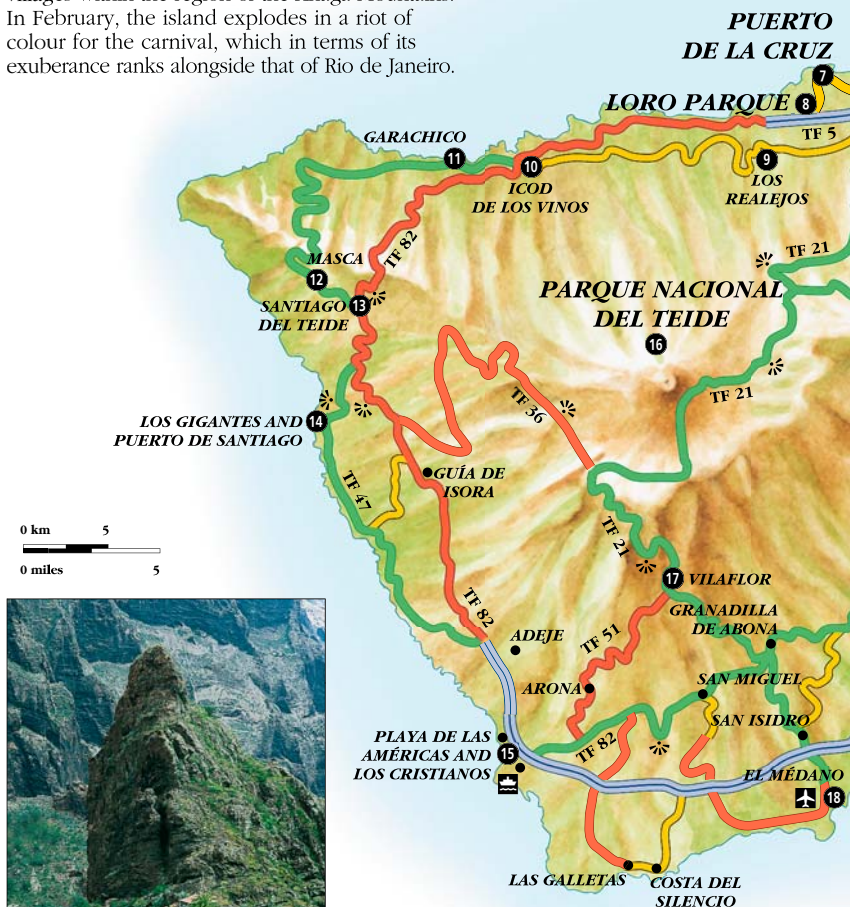 In February, the island explodes in a riot of
colour for the carnival, which in terms of its
exuberance ranks alongside that of Rio de Janeiro.
PUERTO
DE LA CRUZ
7
LORO PARQUE 8
TF 5
GARACHICO
11
10
ICOD
DE LOS VINOS
9
LOS
REALEJOS
TF 82
TF 21
MASCA
12
SANTIAGO
DEL TEIDE
13
PARQUE NACIONAL
DEL TEIDE
16
TF 21
TF 36
LOS GIGANTES AND
PUERTO DE SANTIAGO
14
GUÍA DE
ISORA
TF 47
0 km 5
0 miles 5
TF 21
17 VILAFLOR
GRANADILLA
DE ABONA
TF 82
ADEJE
TF 51
ARONA
SAN MIGUEL
SAN ISIDRO
PLAYA DE LAS
AMÉRICAS AND
LOS CRISTIANOS
15
TF 82
EL MÉDANO
18
LAS GALLETAS
COSTA DEL
SILENCIO